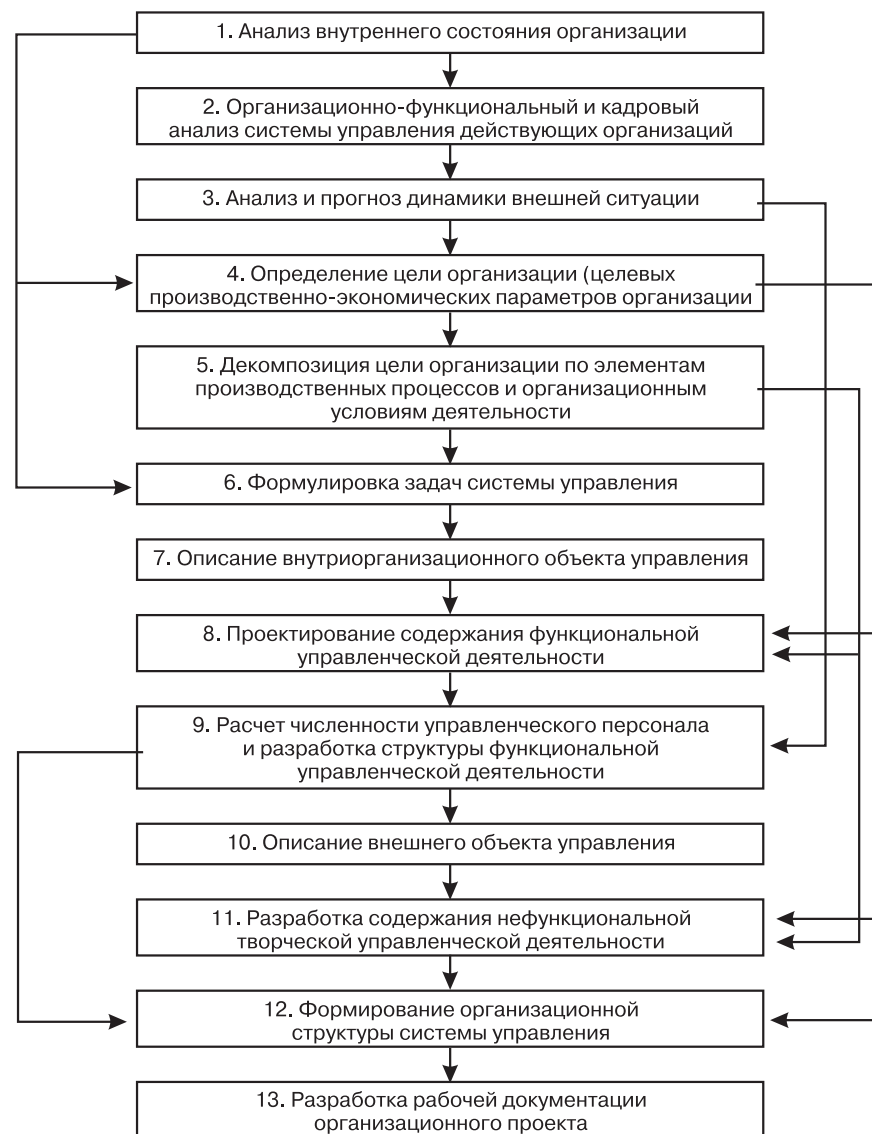 1. Анализ внутреннего состояния организации
2. Организационно-функциональный и кадровый
анализ системы управления действующих организаций
3. Анализ и прогноз динамики внешней ситуации
4. Определение цели организации (целевых
производственно-экономических параметров организации
5. Декомпозиция цели организации по элементам
производственных процессов и организационным
условиям деятельности
6. Формулировка задач системы управления
7. Описание внутриорганизационного объекта управления
8. Проектирование содержания функциональной
управленческой деятельности
9. Расчет численности управленческого персонала
и разработка структуры функциональной
управленческой деятельности
10. Описание внешнего объекта управления
11. Разработка содержания нефункциональной
творческой управленческой деятельности
12. Формирование организационной
структуры системы управления
13. Разработка рабочей документации
организационного проекта